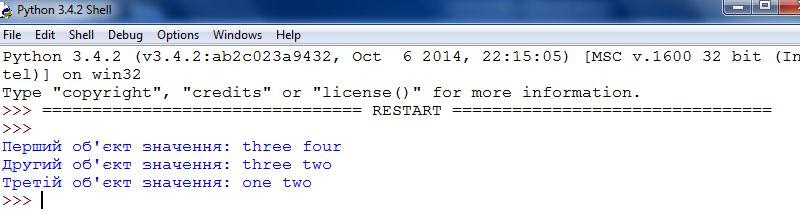 Python 3.4.2 Shell
File Edit Shell Debug Options Windows Help
Python 3.4.2 (v3.4.2:ab2c023a9432, Oct  6 2014, 22:15:05) [MSC v.1600 32 bit (In
tel)] on win32
Type "copyright", "credits" or "license()" for more information.
>>> ================================ RESTART ================================
>>>
Перший об'єкт значення: three four
Другий об'єкт значення: three two
Третій об'єкт значення: one two
>>>